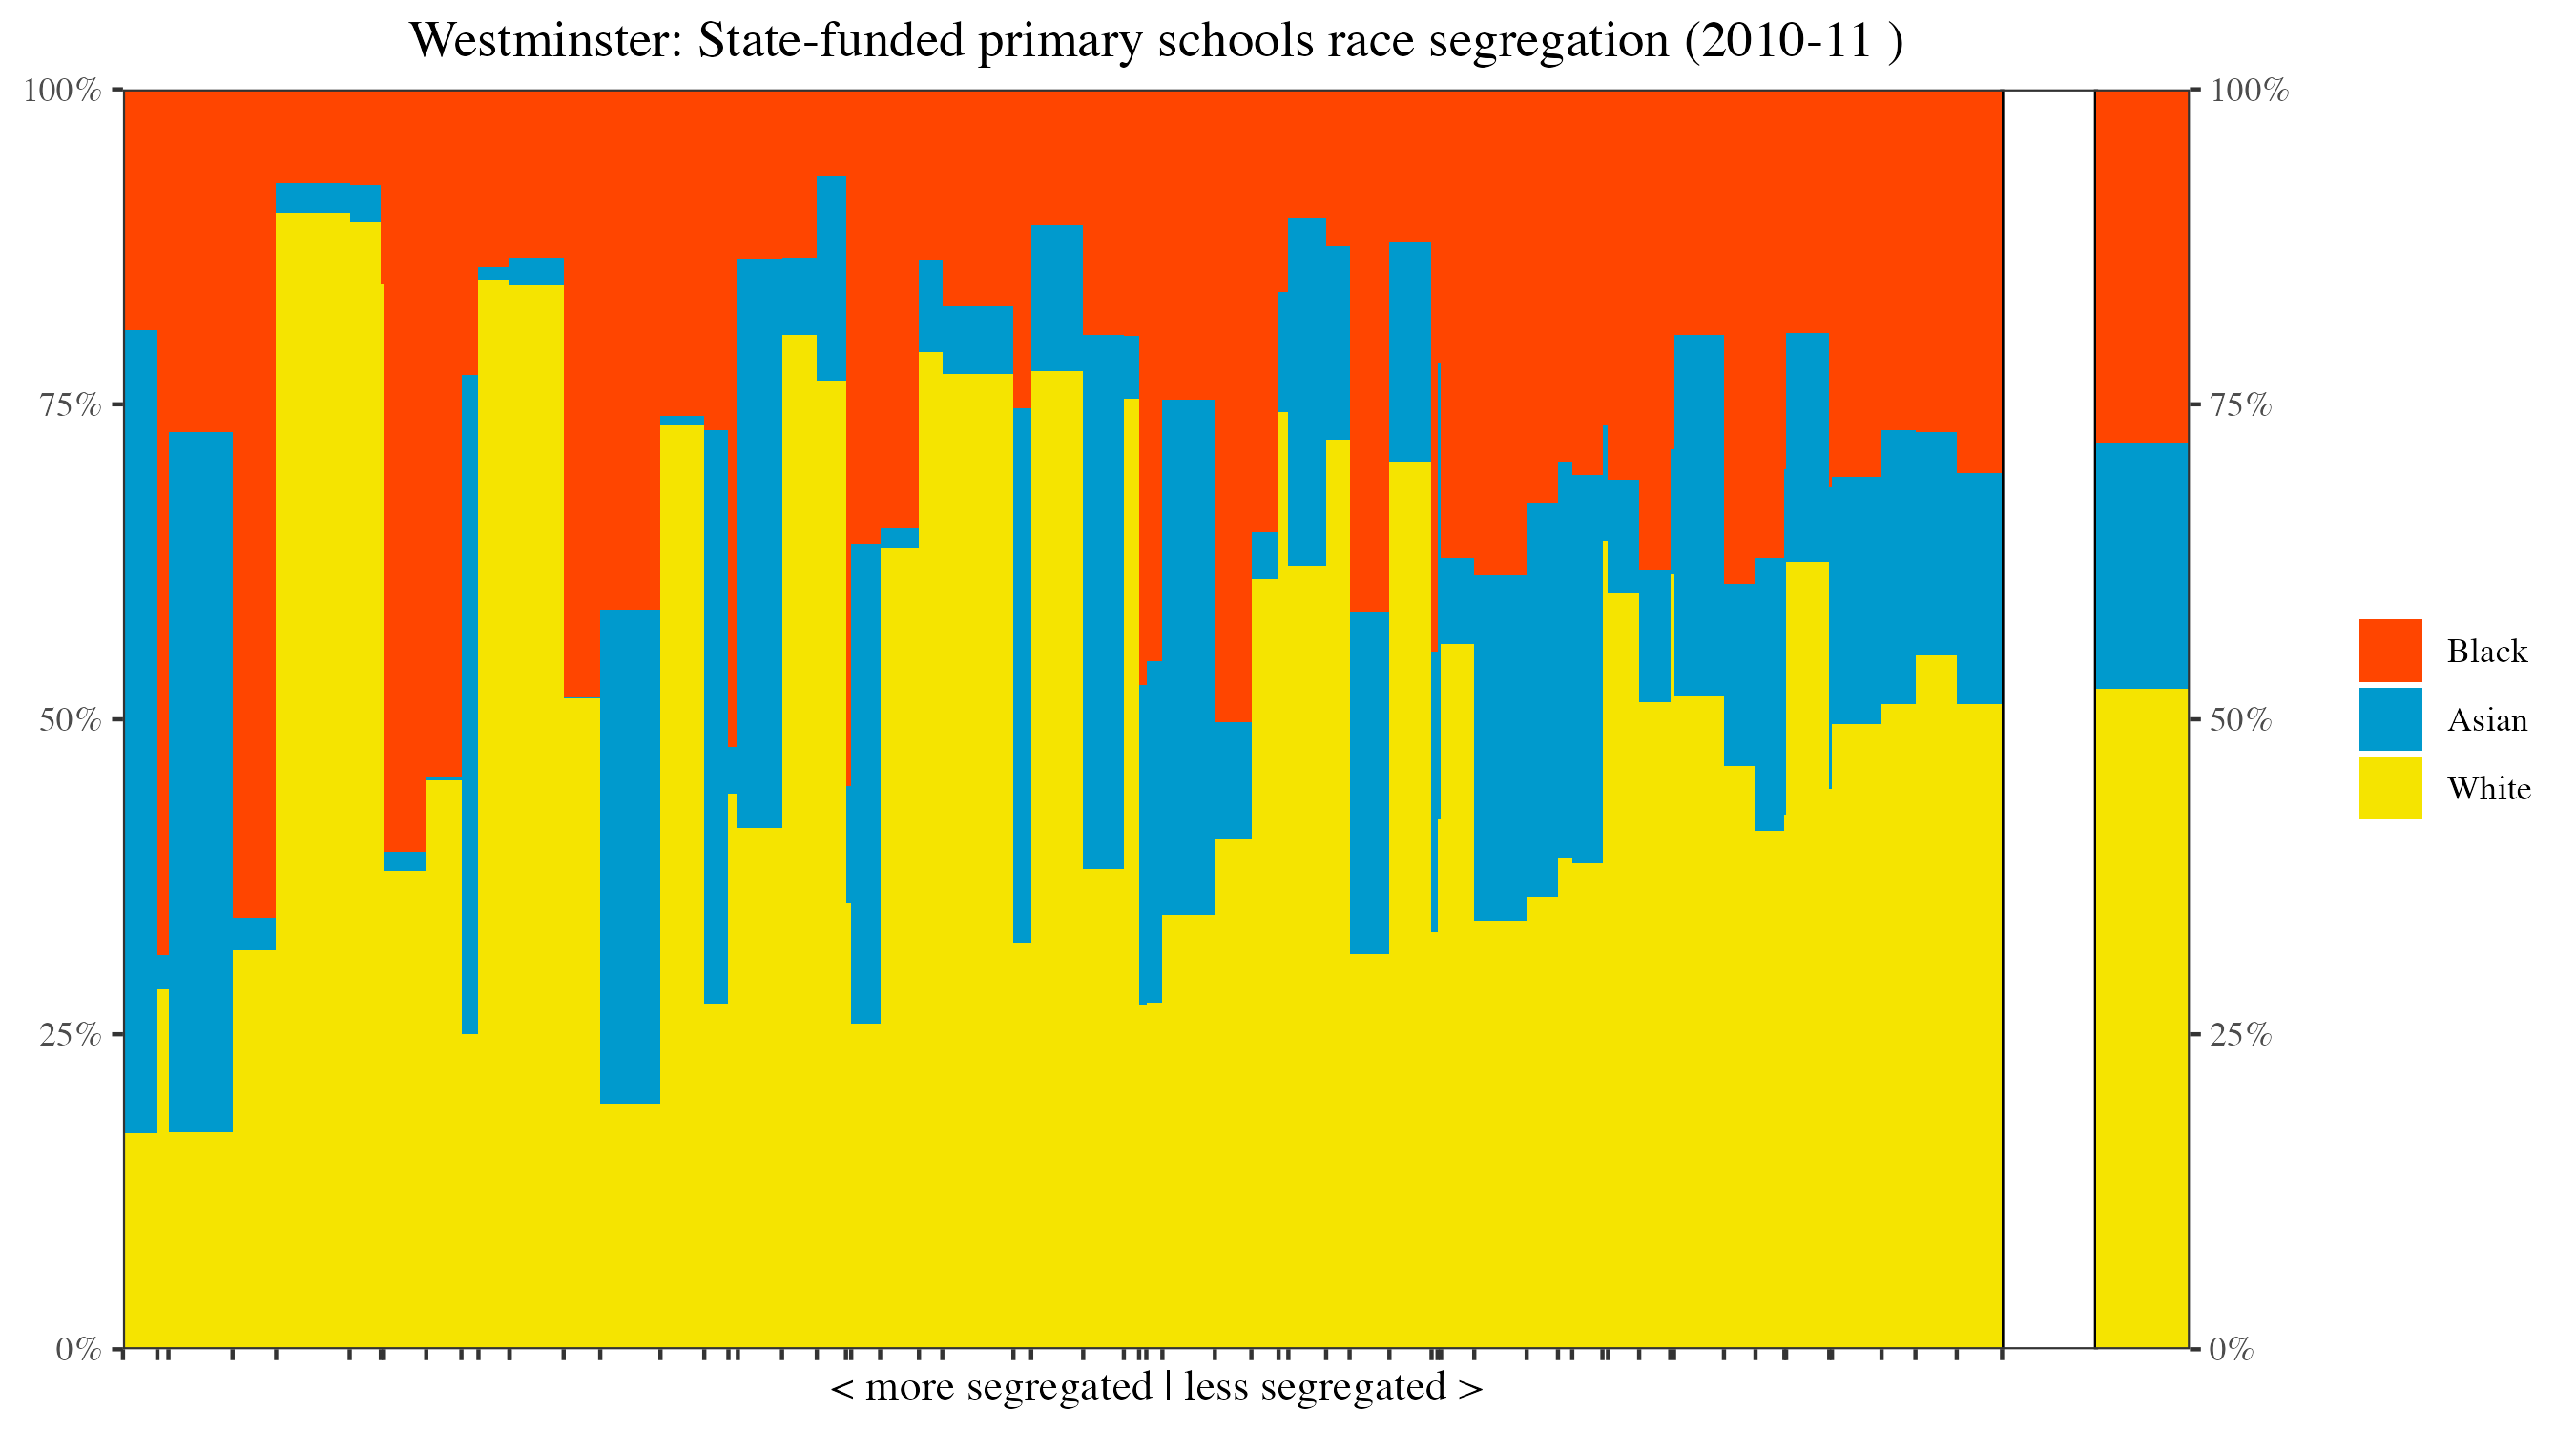 Westminster: State-funded primary schools race segregation (2010-11 )
100%
75%
50%
25%
0%
100%
75%
50%
25%
0%
Black
Asian
White
< more segregated | less segregated >